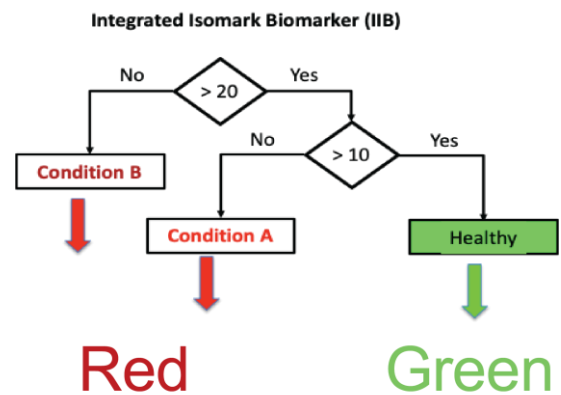 Integrated Isomark Biomarker (IIB)
No
Yes
> 20
No
Yes
> 10
Condition B
Condition A
Healthy
Red
Green